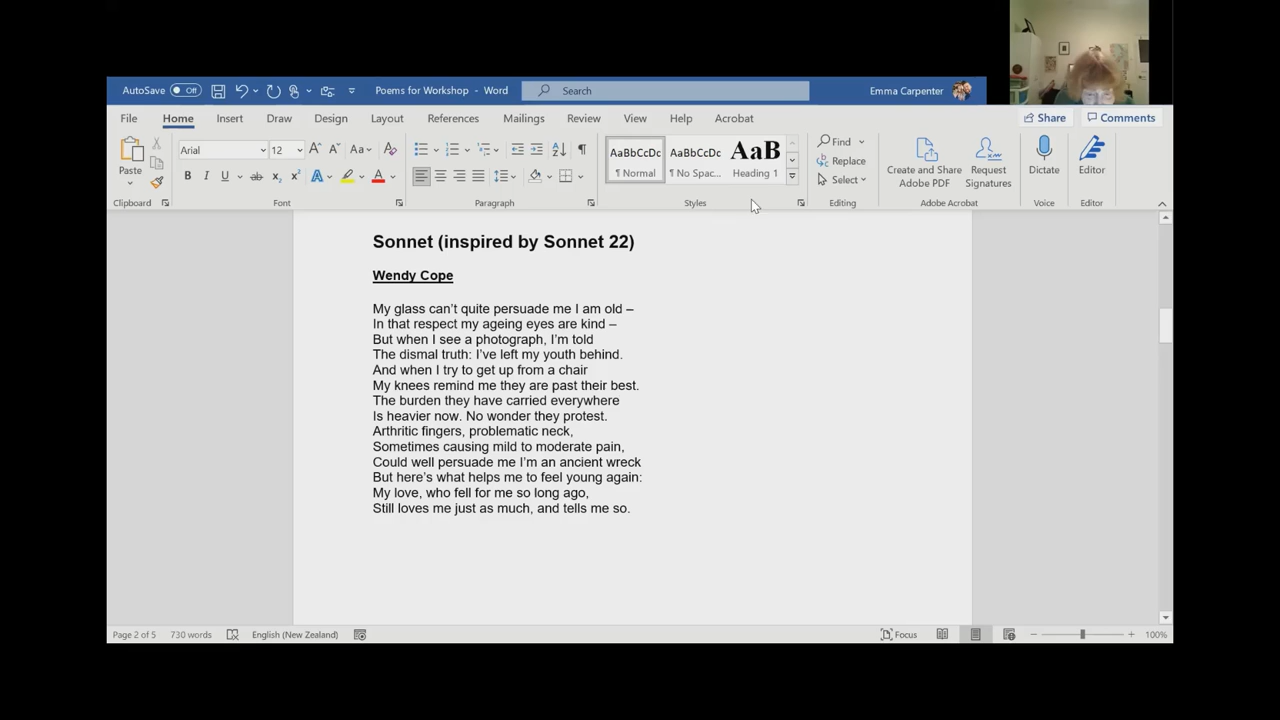 AutoSave Off Poems for Workshop - Word Search Emma Carpenter
File Home Insert Draw Design Layout References Mailings Review View Help Acrobat Share Comments
Paste Arial 12 Aa AaBbCcDc ¶ Normal AaBbCcDc ¶ No Spac... AaB Heading 1 Find Replace Select Create and Share Adobe PDF Request Signatures Dictate Editor
B I U ab x₂ x² A A
Clipboard Font Paragraph Styles Editing Adobe Acrobat Voice Editor
Sonnet (inspired by Sonnet 22)
Wendy Cope
My glass can’t quite persuade me I am old –
In that respect my ageing eyes are kind –
But when I see a photograph, I’m told
The dismal truth: I’ve left my youth behind.
And when I try to get up from a chair
My knees remind me they are past their best.
The burden they have carried everywhere
Is heavier now. No wonder they protest.
Arthritic fingers, problematic neck,
Sometimes causing mild to moderate pain,
Could well persuade me I’m an ancient wreck
But here’s what helps me to feel young again:
My love, who fell for me so long ago,
Still loves me just as much, and tells me so.
Page 2 of 5 730 words English (New Zealand) Focus 100%